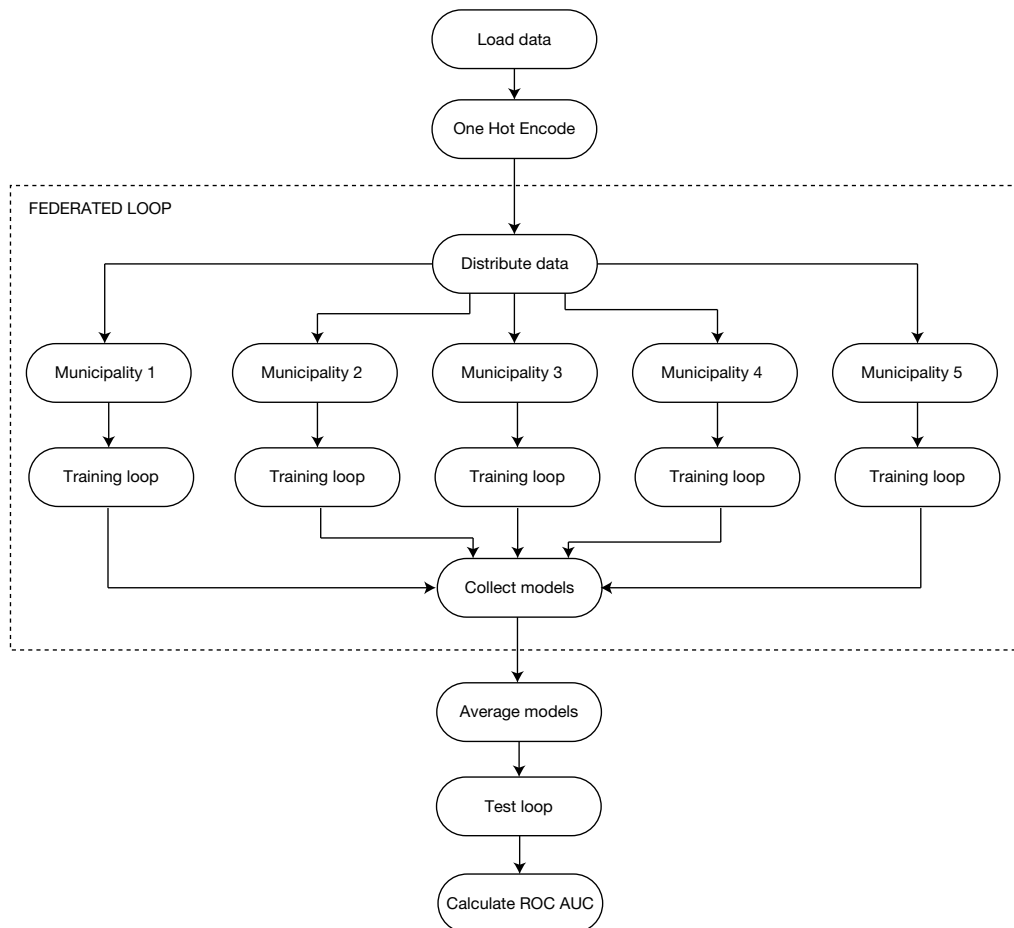 Load data
One Hot Encode
FEDERATED LOOP
Distribute data
Municipality 1
Municipality 2
Municipality 3
Municipality 4
Municipality 5
Training loop
Training loop
Training loop
Training loop
Training loop
Collect models
Average models
Test loop
Calculate ROC AUC